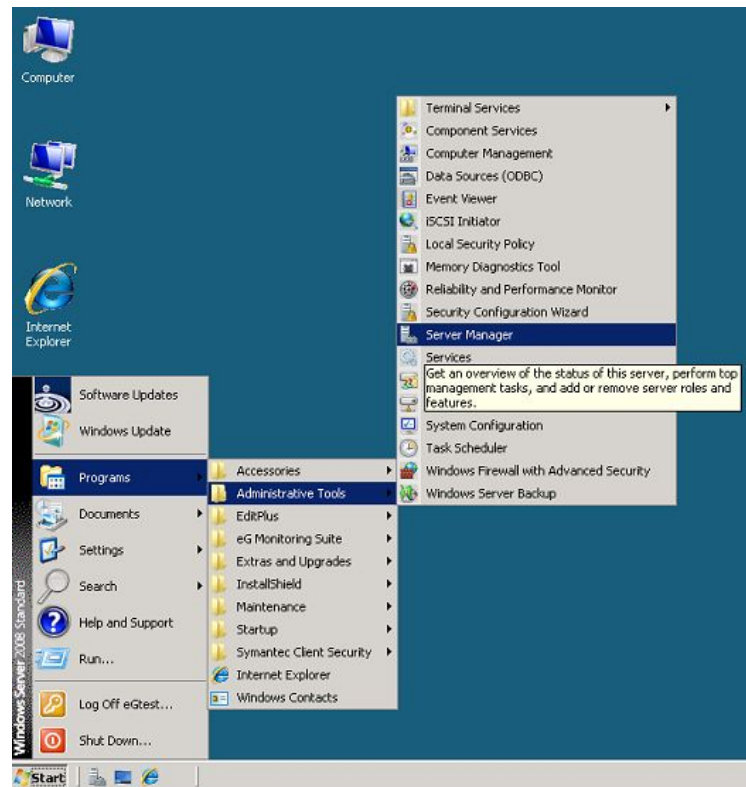 Computer
Network
Internet
Explorer
Windows Server 2008 Standard
Software Updates
Windows Update
Programs
Documents
Settings
Search
Help and Support
Run...
Log Off eGtest...
Shut Down...
Start
Accessories
Administrative Tools
EditPlus
eG Monitoring Suite
Extras and Upgrades
InstallShield
Maintenance
Startup
Symantec Client Security
Internet Explorer
Windows Contacts
Terminal Services
Component Services
Computer Management
Data Sources (ODBC)
Event Viewer
iSCSI Initiator
Local Security Policy
Memory Diagnostics Tool
Reliability and Performance Monitor
Security Configuration Wizard
Server Manager
Services
Get an overview of the status of this server, perform top
management tasks, and add or remove server roles and
features.
System Configuration
Task Scheduler
Windows Firewall with Advanced Security
Windows Server Backup